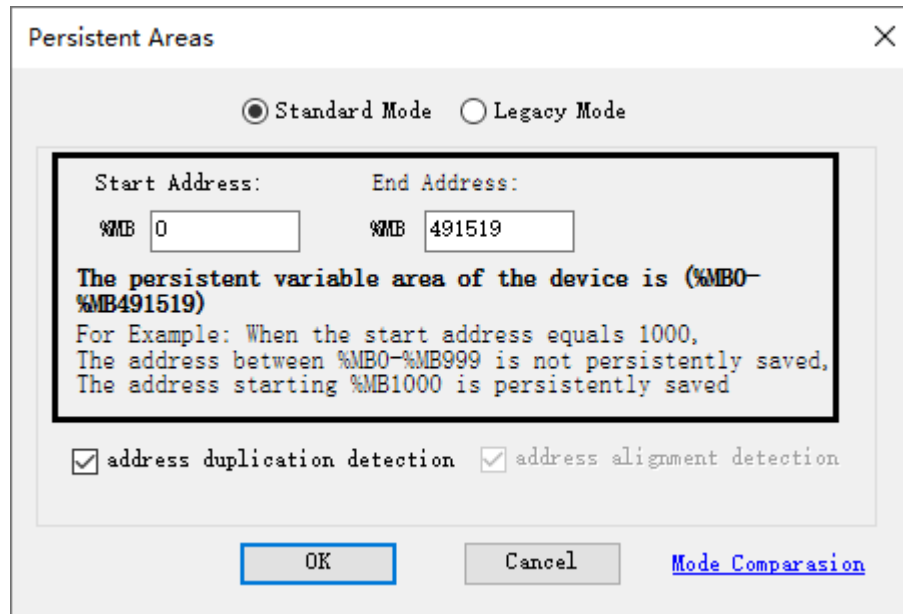 Persistent Areas
Standard Mode Legacy Mode
Start Address: End Address:
%MB 0 %MB 491519
The persistent variable area of the device is (%MB0-
%MB491519)
For Example: When the start address equals 1000,
The address between %MB0-%MB999 is not persistently saved,
The address starting %MB1000 is persistently saved
address duplication detection address alignment detection
OK Cancel Mode Comparasion